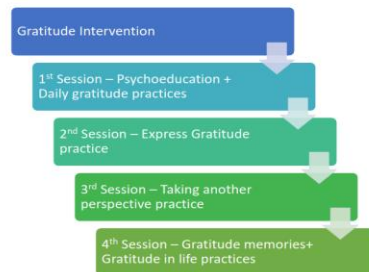 Gratitude Intervention
1st Session – Psychoeducation +
Daily gratitude practices
2nd Session – Express Gratitude
practice
3rd Session – Taking another
perspective practice
4th Session – Gratitude memories+
Gratitude in life practices